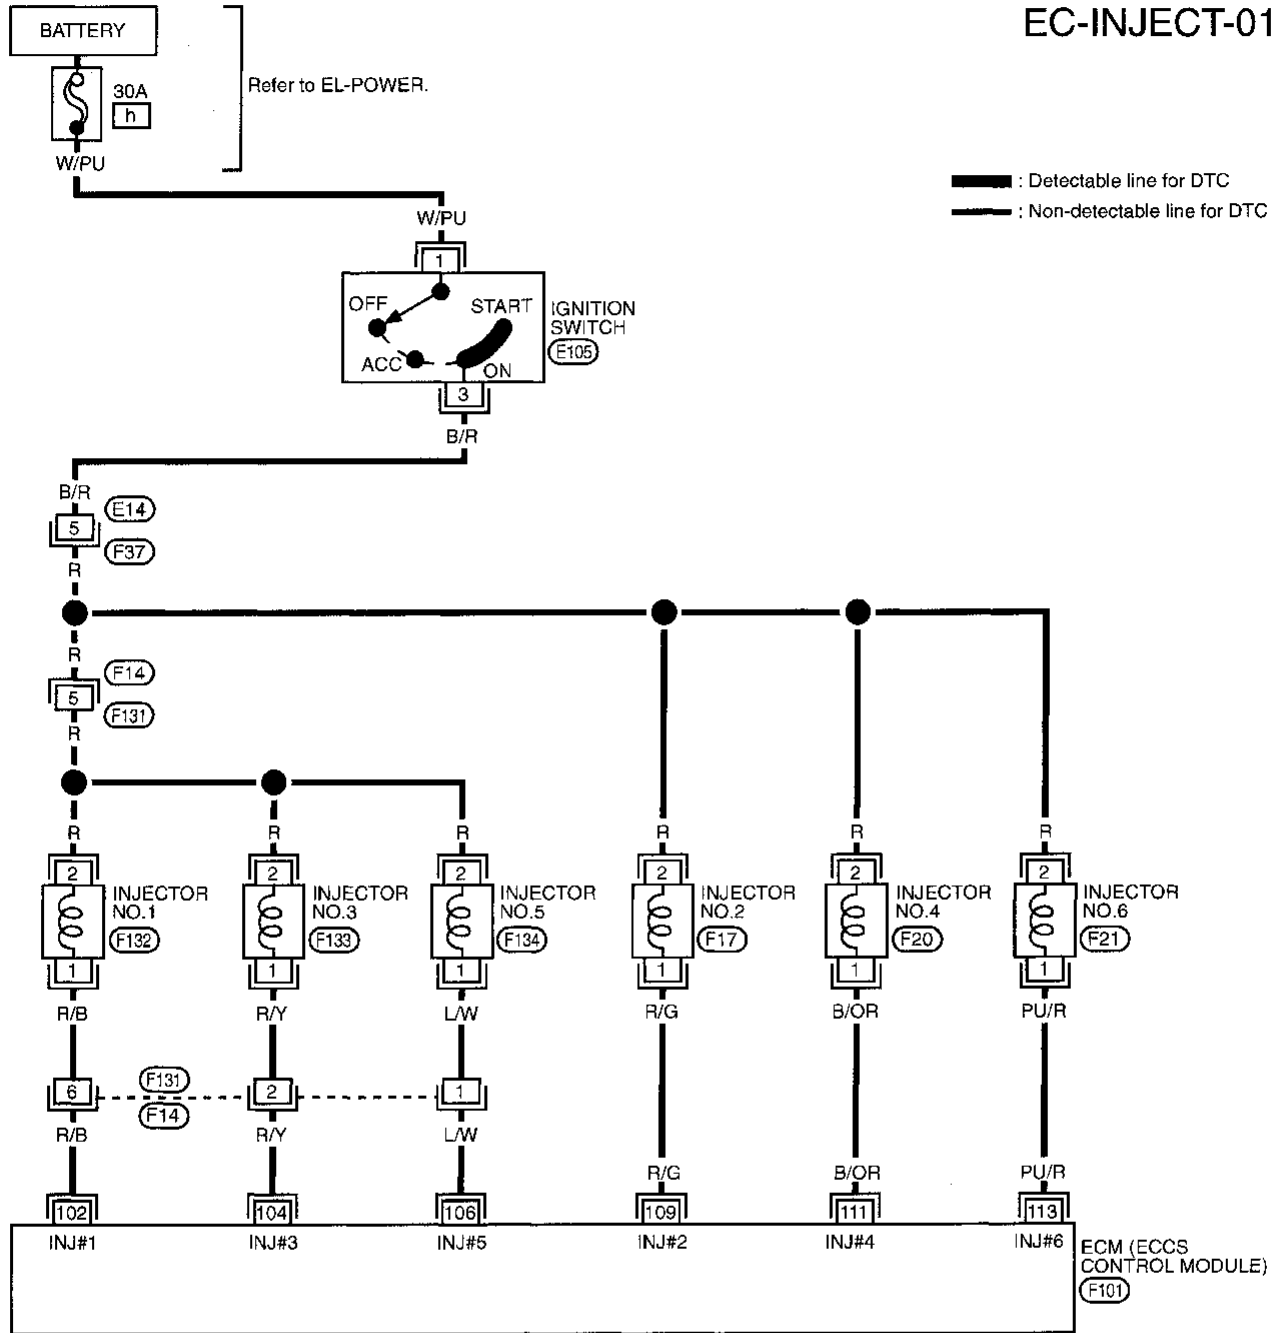 EC-INJECT-01
BATTERY
30A
h
Refer to EL-POWER.
W/PU
: Detectable line for DTC
: Non-detectable line for DTC
W/PU
1
OFF
START
ACC
ON
IGNITION
SWITCH
E105
3
B/R
B/R
E14
5
F37
R
R
F14
5
F131
R
R R R R R R
2 2 2 2 2 2
INJECTOR
NO.1
F132
INJECTOR
NO.3
F133
INJECTOR
NO.5
F134
INJECTOR
NO.2
F17
INJECTOR
NO.4
F20
INJECTOR
NO.6
F21
1 1 1 1 1 1
R/B R/Y L/W R/G B/OR PU/R
6 F131 2 1
F14
R/B R/Y L/W
R/G B/OR PU/R
102 104 106 109 111 113
INJ#1 INJ#3 INJ#5 INJ#2 INJ#4 INJ#6
ECM (ECCS
CONTROL MODULE)
F101